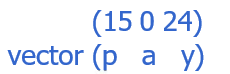 (15 0 24)
vector (p a y)